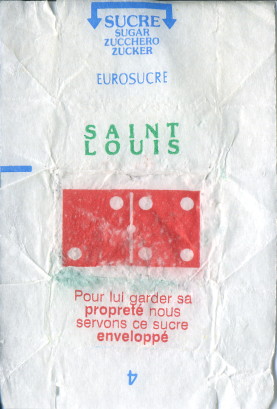 SUCRE
SUGAR
ZUCCHERO
ZUCKER
EUROSUCRE
SAINT
LOUIS
Pour lui garder sa
propreté nous
servons ce sucre
enveloppé
4